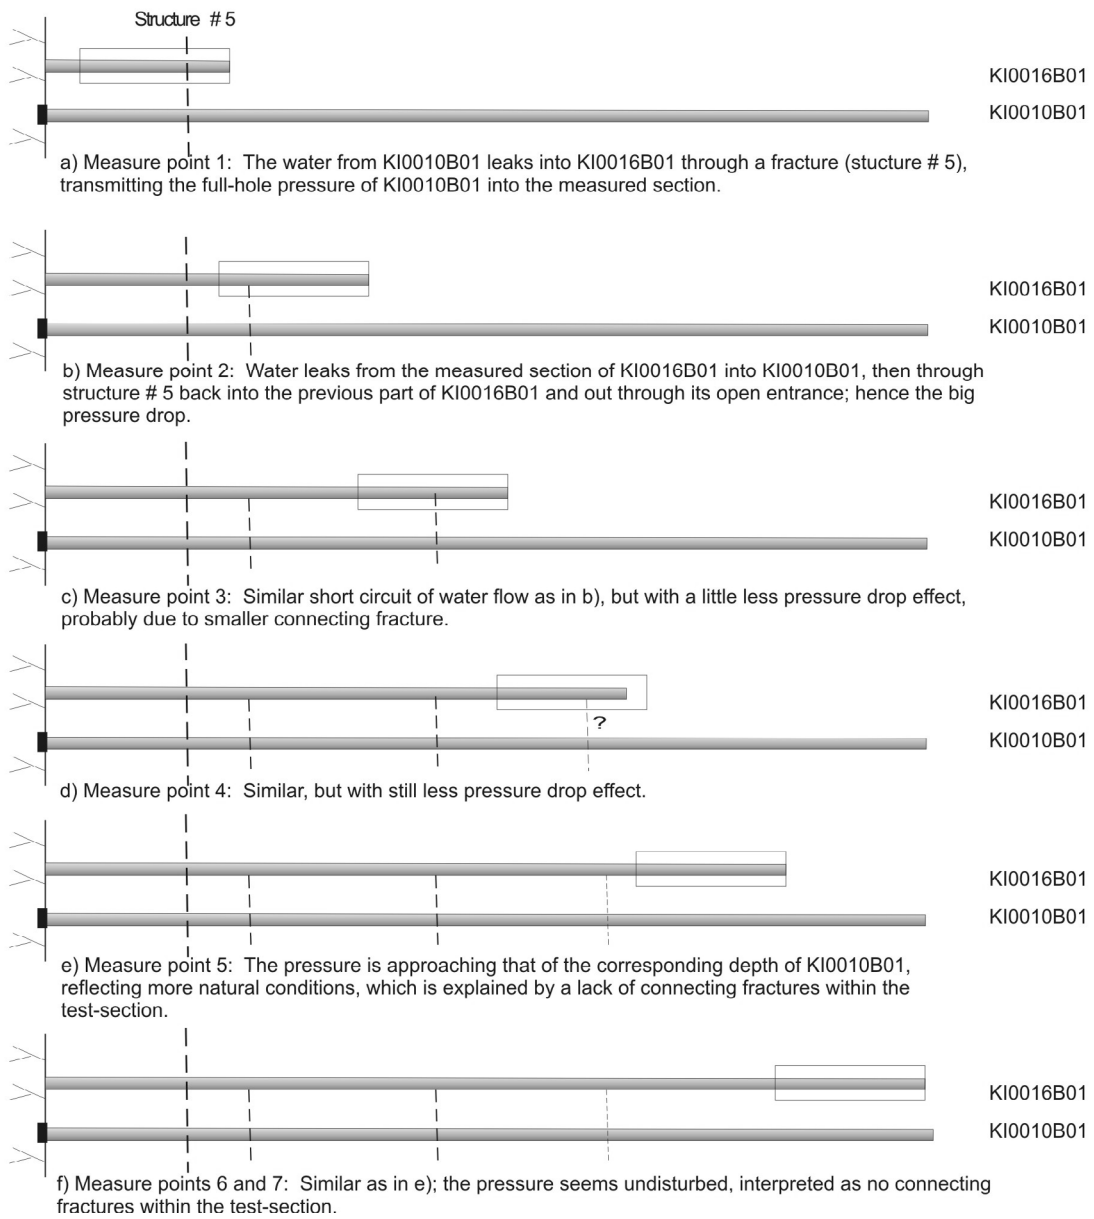 Structure # 5
KI0016B01
KI0010B01
a) Measure point 1: The water from KI0010B01 leaks into KI0016B01 through a fracture (stucture # 5),
transmitting the full-hole pressure of KI0010B01 into the measured section.
KI0016B01
KI0010B01
b) Measure point 2: Water leaks from the measured section of KI0016B01 into KI0010B01, then through
structure # 5 back into the previous part of KI0016B01 and out through its open entrance; hence the big
pressure drop.
KI0016B01
KI0010B01
c) Measure point 3: Similar short circuit of water flow as in b), but with a little less pressure drop effect,
probably due to smaller connecting fracture.
KI0016B01
?
KI0010B01
d) Measure point 4: Similar, but with still less pressure drop effect.
KI0016B01
KI0010B01
e) Measure point 5: The pressure is approaching that of the corresponding depth of KI0010B01,
reflecting more natural conditions, which is explained by a lack of connecting fractures within the
test-section.
KI0016B01
KI0010B01
f) Measure points 6 and 7: Similar as in e); the pressure seems undisturbed, interpreted as no connecting
fractures within the test-section.